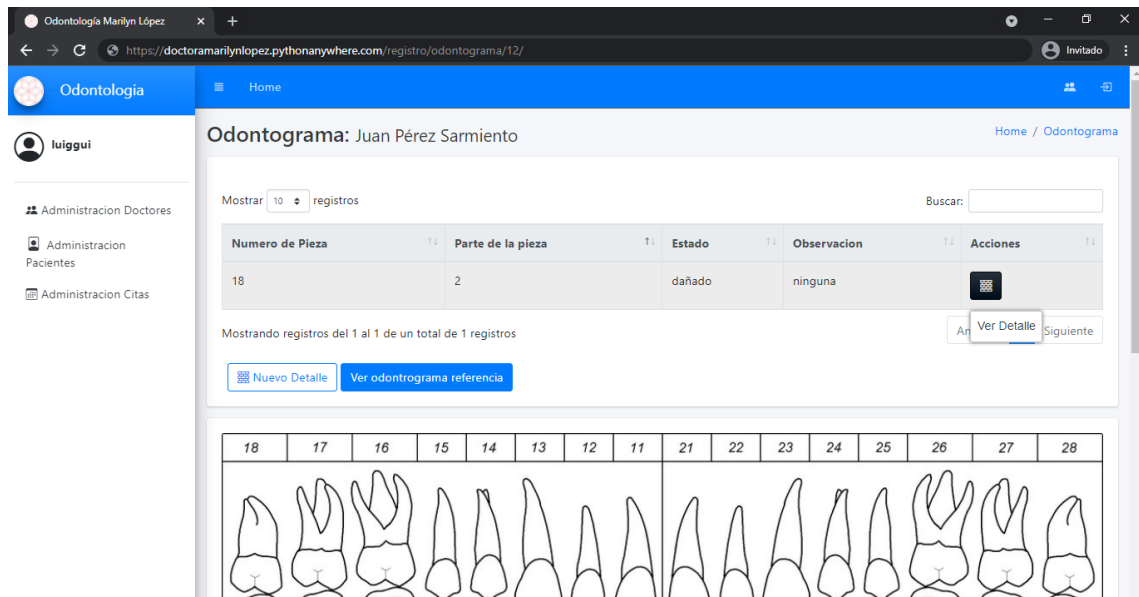 Odontología Marilyn López
https://doctoramarilynlopez.pythonanywhere.com/registro/odontograma/12/
Invitado
Odontologia
Home
luiggui
Administracion Doctores
Administracion
Pacientes
Administracion Citas
Odontograma: Juan Pérez Sarmiento
Home / Odontograma
Mostrar 10 registros
Buscar:
Numero de Pieza Parte de la pieza Estado Observacion Acciones
18 2 dañado ninguna
Ver Detalle
Mostrando registros del 1 al 1 de un total de 1 registros
Siguiente
Nuevo Detalle Ver odontrograma referencia
18 17 16 15 14 13 12 11 21 22 23 24 25 26 27 28